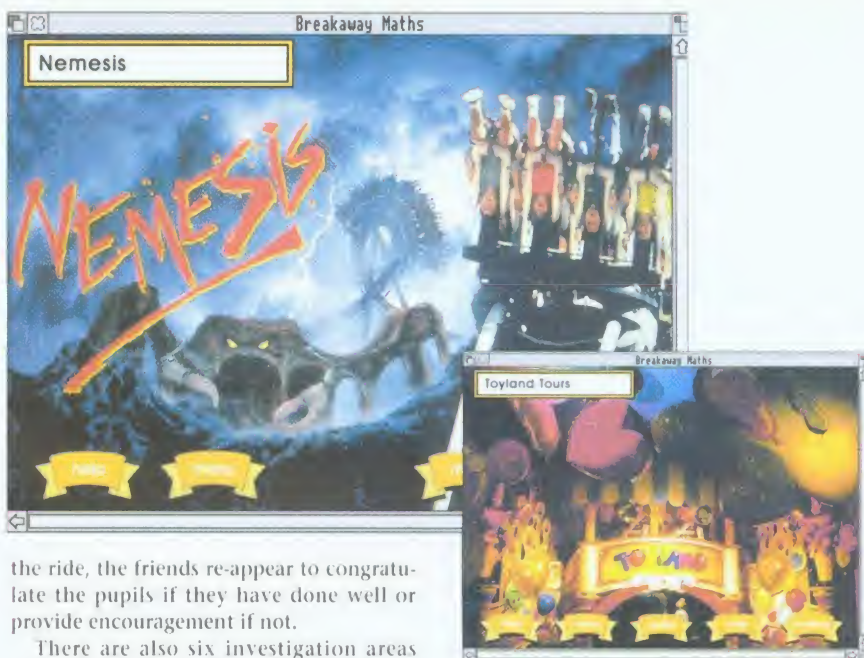 Breakaway Maths
Nemesis
NEMESIS
Breakaway Maths
Toyland Tours
TOYLAND
the ride, the friends re-appear to congratu-
late the pupils if they have done well or
provide encouragement if not.
There are also six investigation areas